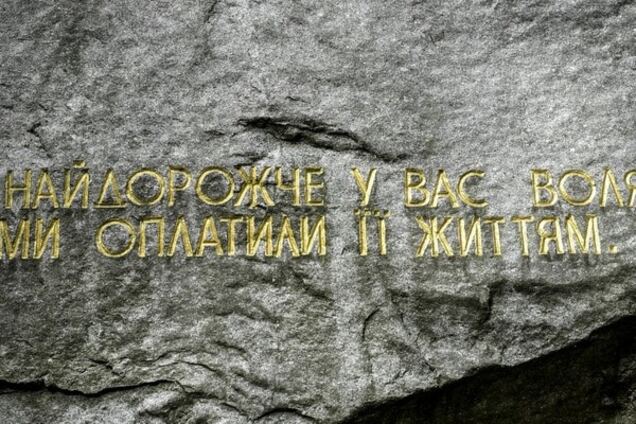 НАЙДОРОЖЧЕ У ВАС ВОЛЯ
МИ ОПЛАТИЛИ ЇЇ ЖИТТЯМ.